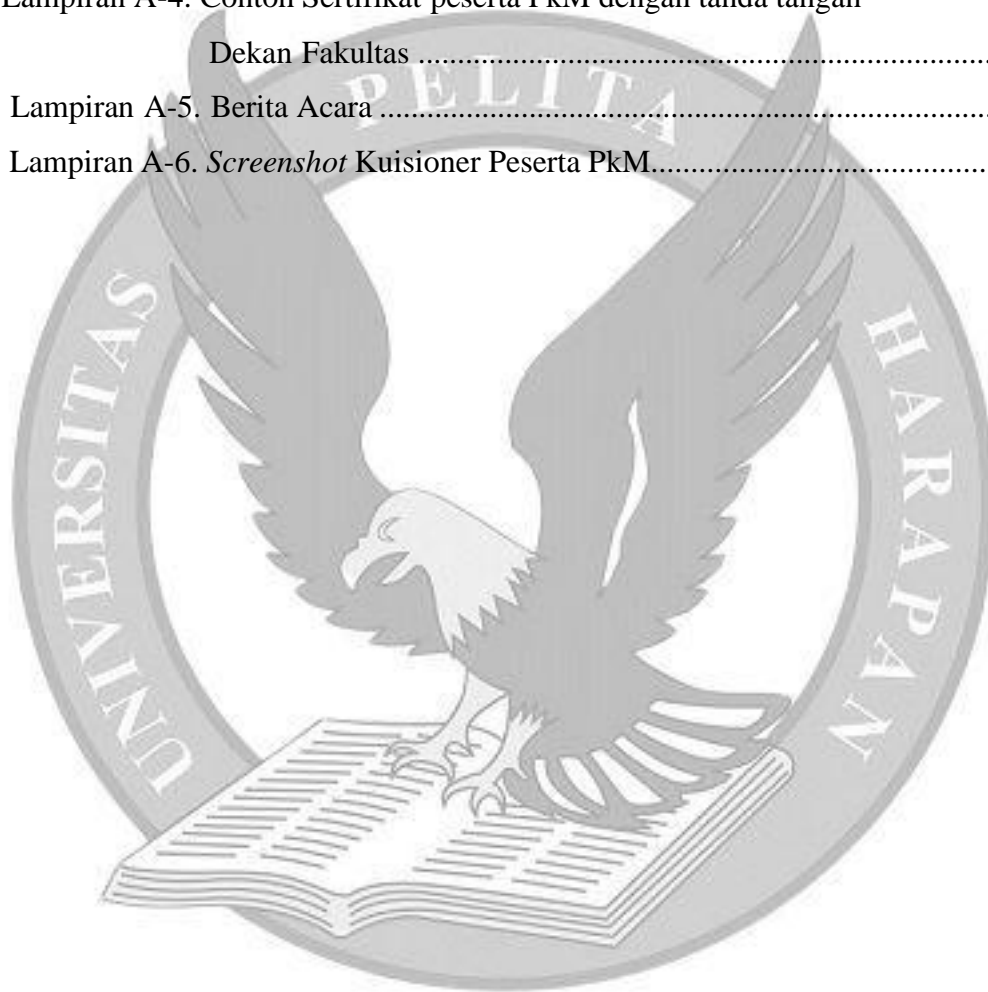 Lampiran A-4. Contoh Sertifikat peserta PkM dengan tanda tangan
Dekan Fakultas ........................................................................
Lampiran A-5. Berita Acara .............................................................................
Lampiran A-6. Screenshot Kuisioner Peserta PkM..........................................
UNIVERSITAS PELITA HARAPAN